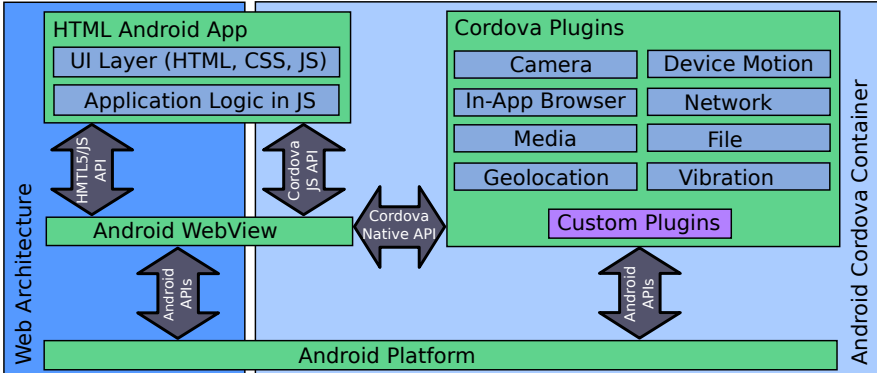 HTML Android App
UI Layer (HTML, CSS, JS)
Application Logic in JS
HMTL5/JS
API
Cordova
JS API
Android WebView
Cordova
Native API
Android
APIs
Cordova Plugins
Camera
Device Motion
In-App Browser
Network
Media
File
Geolocation
Vibration
Custom Plugins
Android
APIs
Android Platform
Web Architecture
Android Cordova Container